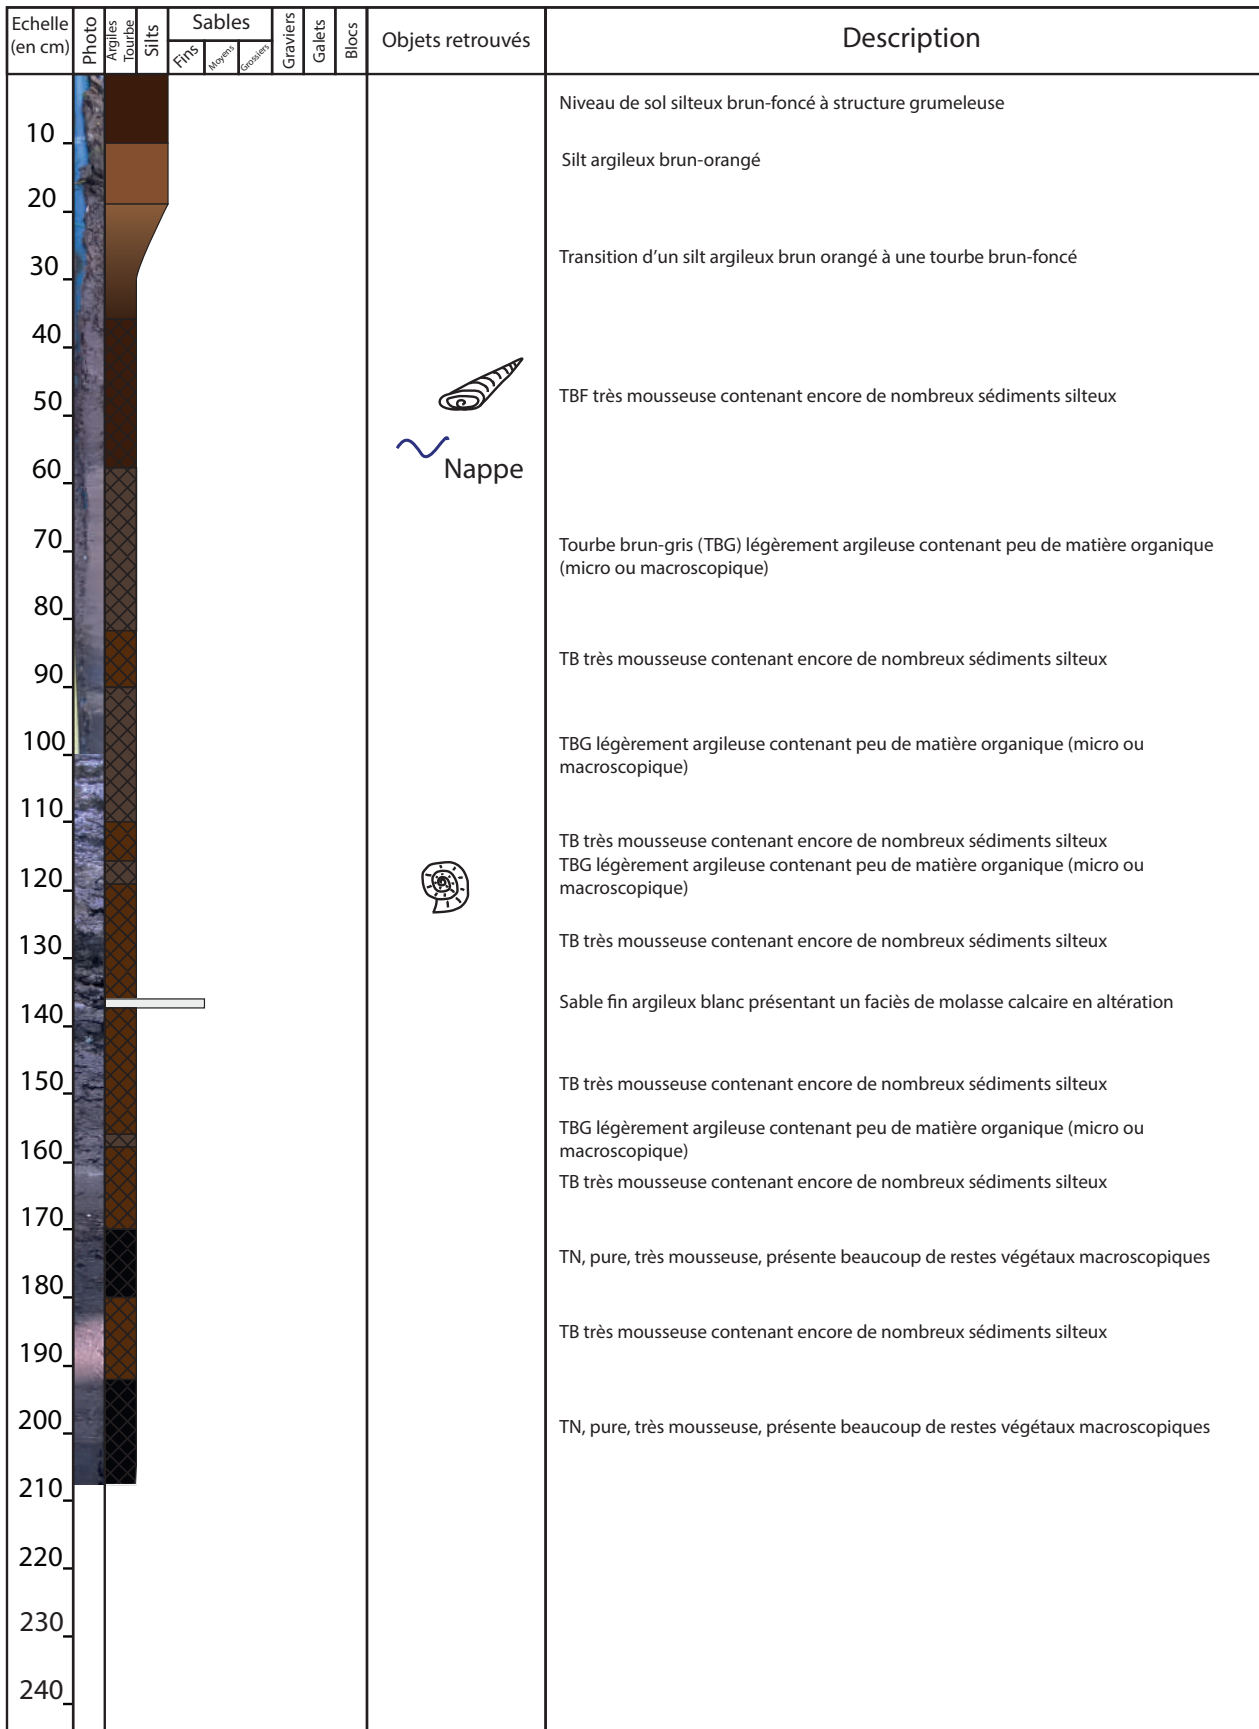 Echelle
(en cm)
Photo
Argiles
Tourbe
Silts
Sables
Fins
Moyens
Grossiers
Graviers
Galets
Blocs
Objets retrouvés
Description
Niveau de sol silteux brun-foncé à structure grumeleuse
10
Silt argileux brun-orangé
20
Transition d’un silt argileux brun orangé à une tourbe brun-foncé
30
40
TBF très mousseuse contenant encore de nombreux sédiments silteux
50
Nappe
60
Tourbe brun-gris (TBG) légèrement argileuse contenant peu de matière organique
(micro ou macroscopique)
70
80
TB très mousseuse contenant encore de nombreux sédiments silteux
90
TBG légèrement argileuse contenant peu de matière organique (micro ou
macroscopique)
100
110
TB très mousseuse contenant encore de nombreux sédiments silteux
TBG légèrement argileuse contenant peu de matière organique (micro ou
macroscopique)
120
TB très mousseuse contenant encore de nombreux sédiments silteux
130
Sable fin argileux blanc présentant un faciès de molasse calcaire en altération
140
TB très mousseuse contenant encore de nombreux sédiments silteux
150
TBG légèrement argileuse contenant peu de matière organique (micro ou
macroscopique)
160
TB très mousseuse contenant encore de nombreux sédiments silteux
170
TN, pure, très mousseuse, présente beaucoup de restes végétaux macroscopiques
180
TB très mousseuse contenant encore de nombreux sédiments silteux
190
TN, pure, très mousseuse, présente beaucoup de restes végétaux macroscopiques
200
210
220
230
240